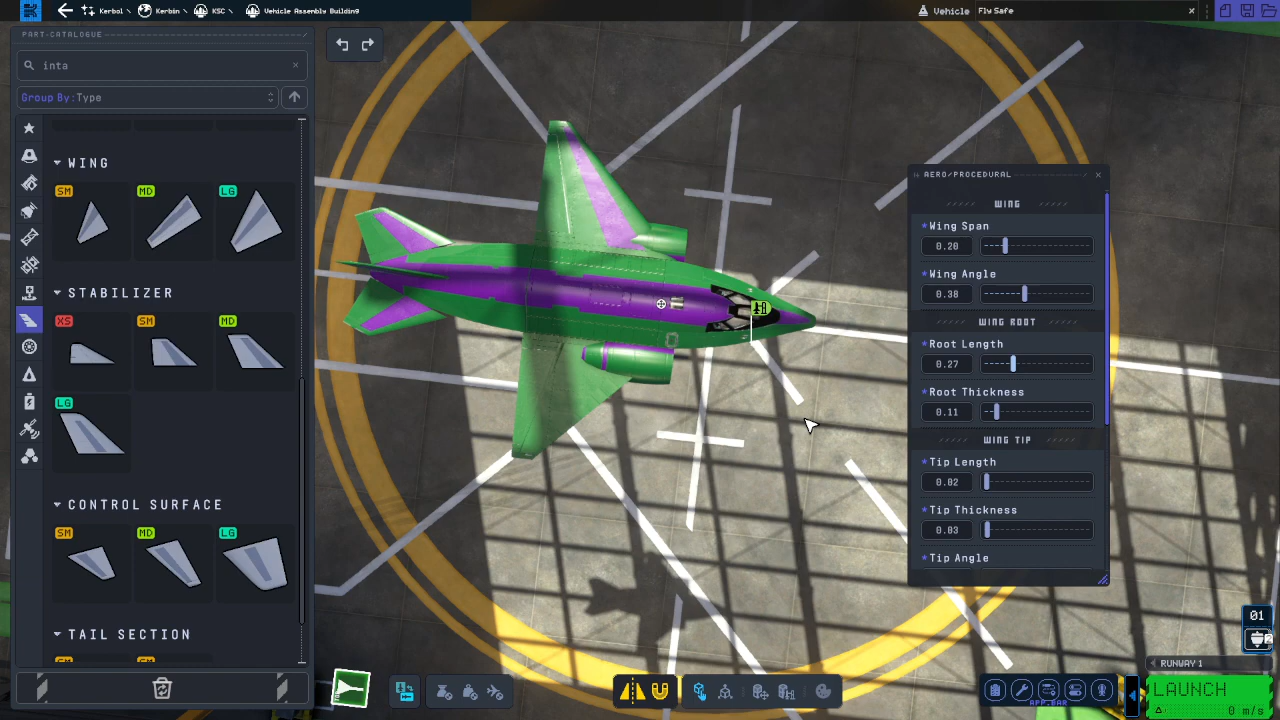 Kerbol
Kerbin
KSC
Vehicle Assembly Building
Vehicle
Fly Safe
PART-CATALOGUE
inta
Group By: Type
WING
SM
MD
LG
STABILIZER
XS
SM
MD
LG
CONTROL SURFACE
SM
MD
LG
TAIL SECTION
AERO/PROCEDURAL
WING
*Wing Span
0.20
*Wing Angle
0.38
WING ROOT
*Root Length
0.27
*Root Thickness
0.11
WING TIP
*Tip Length
0.02
*Tip Thickness
0.03
*Tip Angle
01
RUNWAY 1
LAUNCH
Δ: 0 m/s
APP.BAR